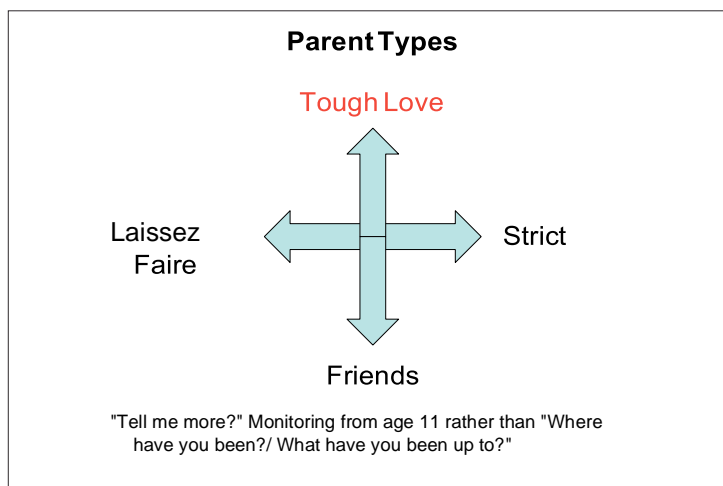 Parent Types
Tough Love
Laissez
Faire
Strict
Friends
"Tell me more?" Monitoring from age 11 rather than "Where
have you been?/ What have you been up to?"